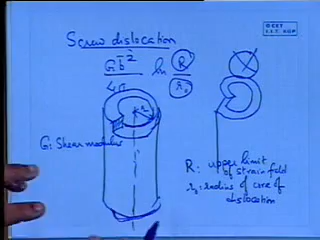 CET
I.I.T. KGP
Screw dislocation
Gb² ln R
4π r₀
r
G: Shear modulus
R: upper limit
of strain field
r₀: radius of core of
dislocation